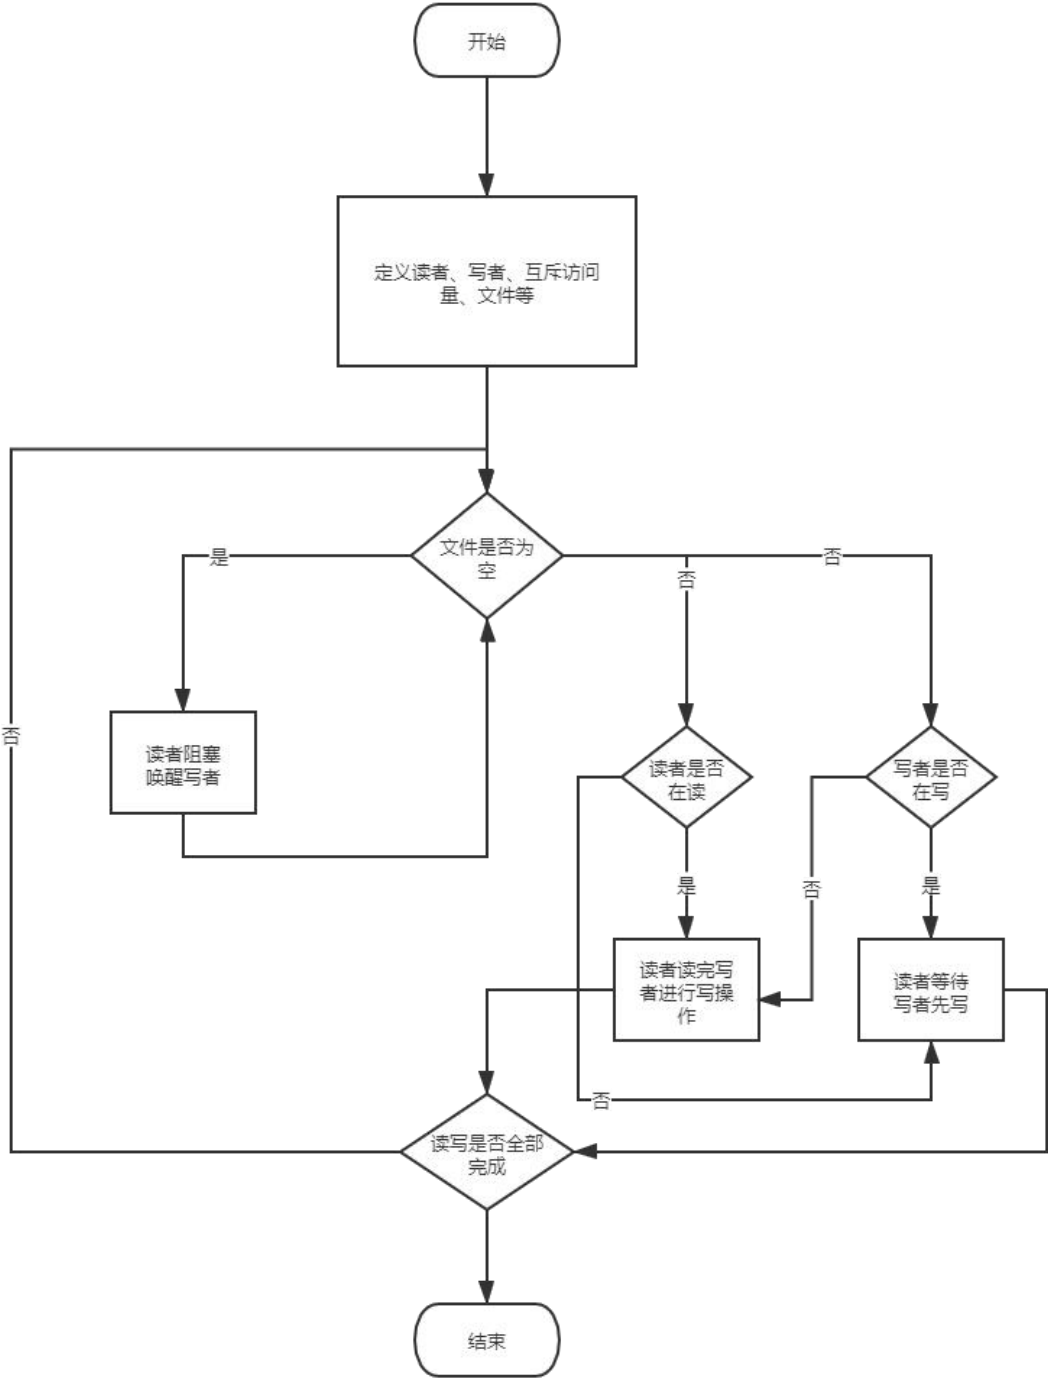 开始
定义读者、写者、互斥访问
量、文件等
文件是否为
空
是
否
否
否
读者阻塞
唤醒写者
读者是否
在读
写者是否
在写
是
否
是
读者读完写
者进行写操
作
读者等待
写者先写
否
读写是否全部
完成
结束